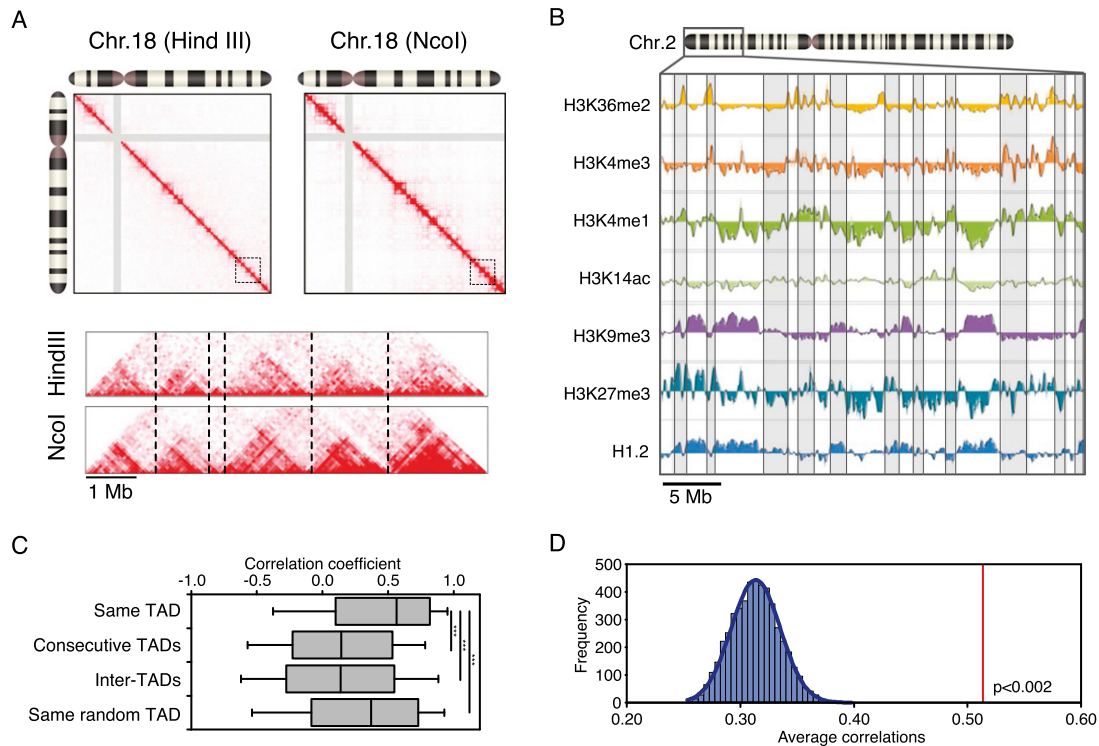 A
Chr.18 (Hind III)
Chr.18 (NcoI)
HindIII
NcoI
1 Mb
B
Chr.2
H3K36me2
H3K4me3
H3K4me1
H3K14ac
H3K9me3
H3K27me3
H1.2
5 Mb
C
Correlation coefficient
-1.0 -0.5 0.0 0.5 1.0
Same TAD
Consecutive TADs
Inter-TADs
Same random TAD
***
***
***
D
Frequency
500
400
300
200
100
0
p<0.002
0.20 0.30 0.40 0.50 0.60
Average correlations